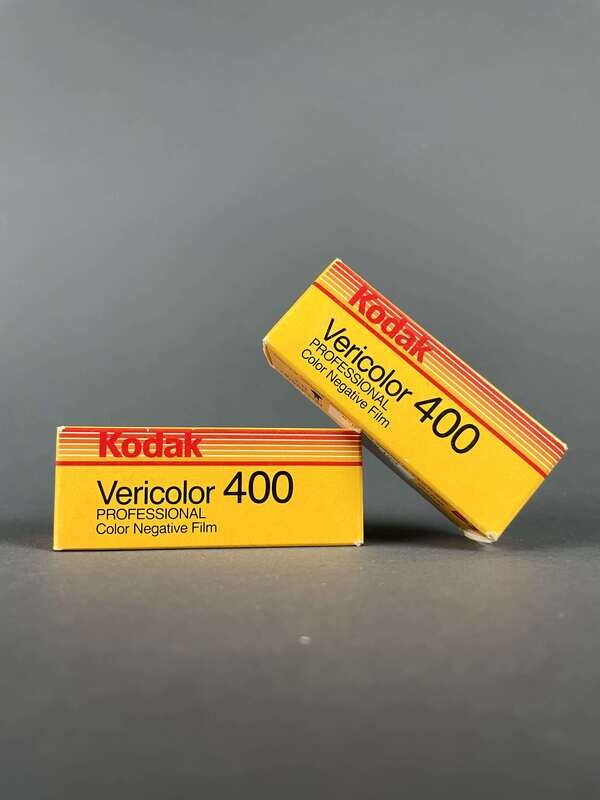 Kodak
Vericolor 400
PROFESSIONAL
Color Negative Film
Kodak
Vericolor 400
PROFESSIONAL
Color Negative Film